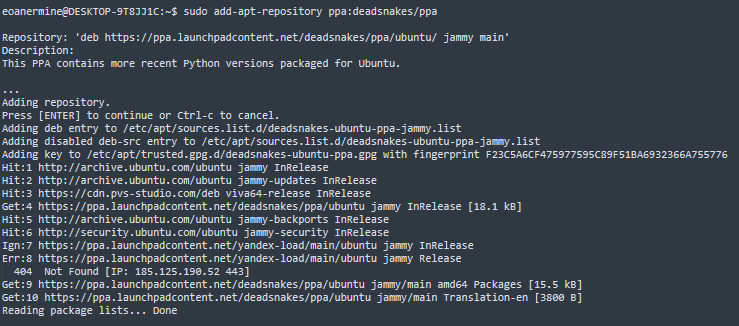 eoanermine@DESKTOP-9T8JJ1C:~$ sudo add-apt-repository ppa:deadsnakes/ppa
Repository: 'deb https://ppa.launchpadcontent.net/deadsnakes/ppa/ubuntu/ jammy main'
Description:
This PPA contains more recent Python versions packaged for Ubuntu.
...
Adding repository.
Press [ENTER] to continue or Ctrl-c to cancel.
Adding deb entry to /etc/apt/sources.list.d/deadsnakes-ubuntu-ppa-jammy.list
Adding disabled deb-src entry to /etc/apt/sources.list.d/deadsnakes-ubuntu-ppa-jammy.list
Adding key to /etc/apt/trusted.gpg.d/deadsnakes-ubuntu-ppa.gpg with fingerprint F23C5A6CF475977595C89F51BA6932366A755776
Hit:1 http://archive.ubuntu.com/ubuntu jammy InRelease
Hit:2 http://archive.ubuntu.com/ubuntu jammy-updates InRelease
Hit:3 https://cdn.pvs-studio.com/deb viva64-release InRelease
Get:4 https://ppa.launchpadcontent.net/deadsnakes/ppa/ubuntu jammy InRelease [18.1 kB]
Hit:5 http://archive.ubuntu.com/ubuntu jammy-backports InRelease
Hit:6 http://security.ubuntu.com/ubuntu jammy-security InRelease
Ign:7 https://ppa.launchpadcontent.net/yandex-load/main/ubuntu jammy InRelease
Err:8 https://ppa.launchpadcontent.net/yandex-load/main/ubuntu jammy Release
  404  Not Found [IP: 185.125.190.52 443]
Get:9 https://ppa.launchpadcontent.net/deadsnakes/ppa/ubuntu jammy/main amd64 Packages [15.5 kB]
Get:10 https://ppa.launchpadcontent.net/deadsnakes/ppa/ubuntu jammy/main Translation-en [3800 B]
Reading package lists... Done